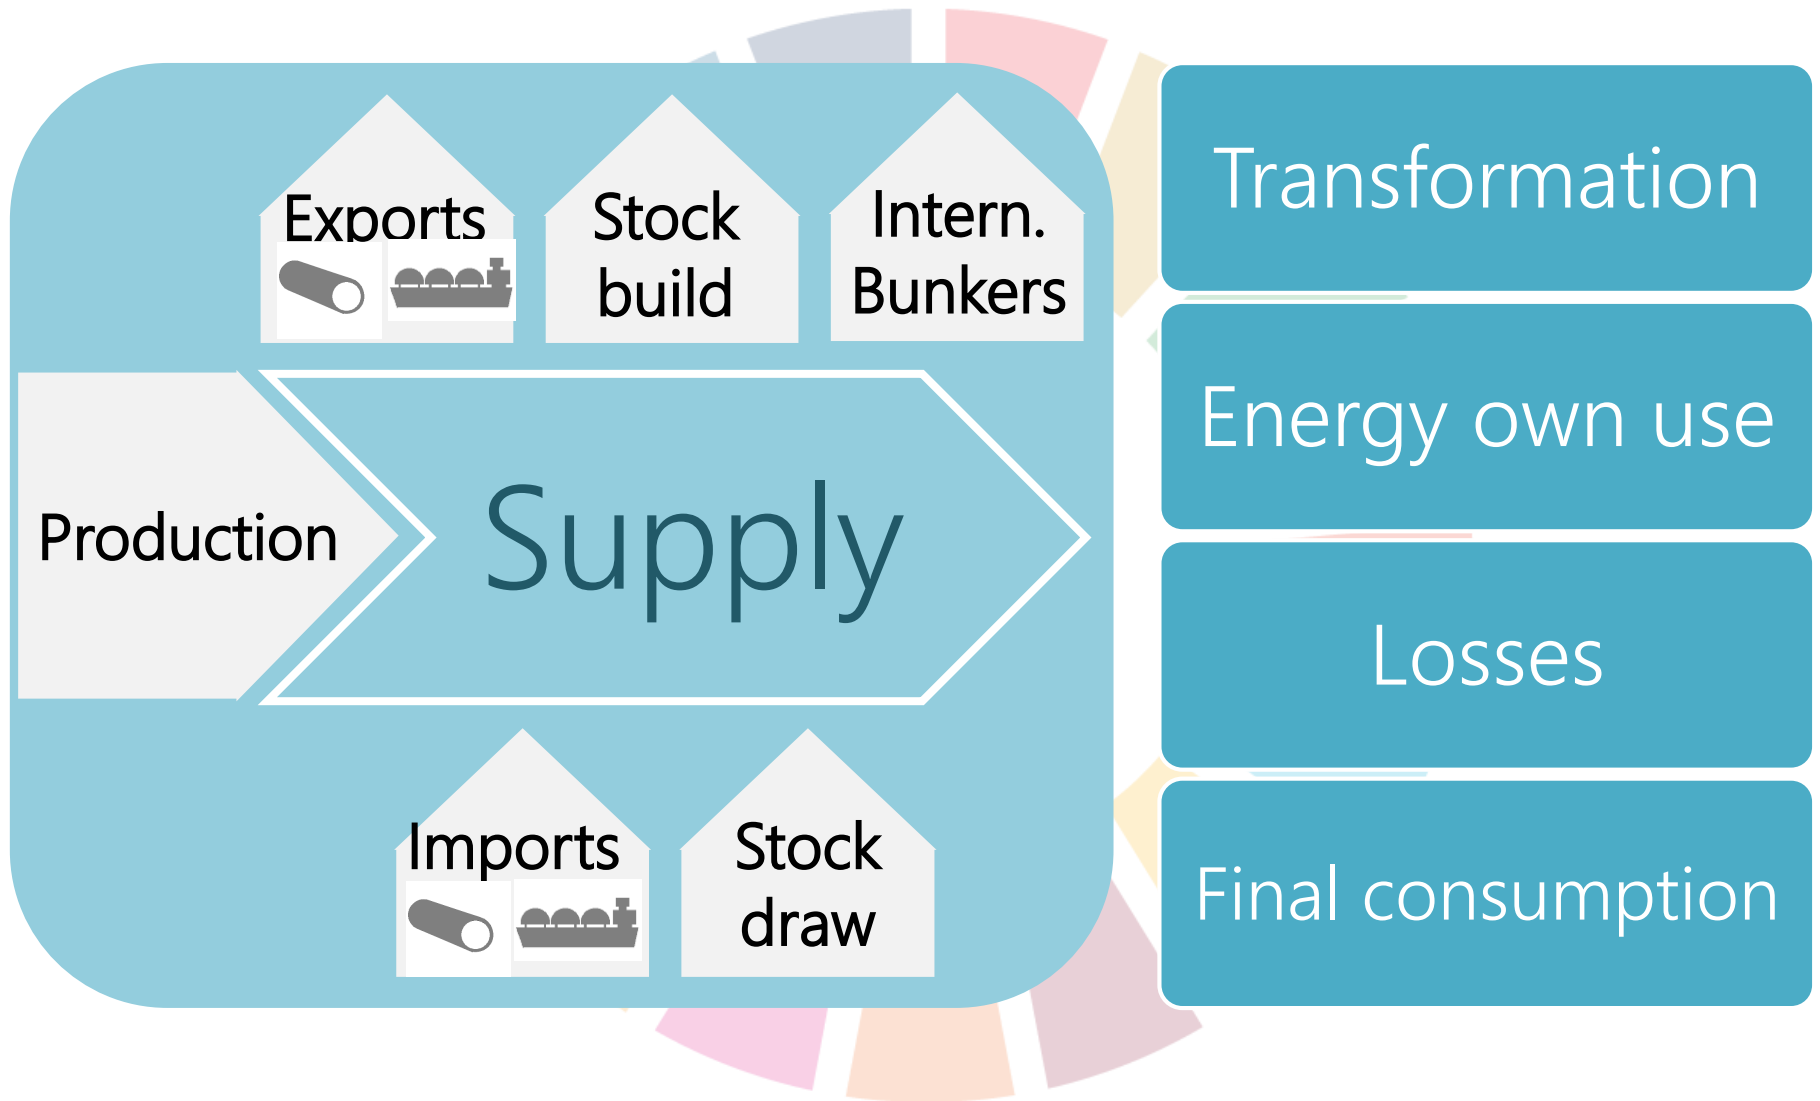 Exports
Stock
build
Intern.
Bunkers
Production
Supply
Imports
Stock
draw
Transformation
Energy own use
Losses
Final consumption